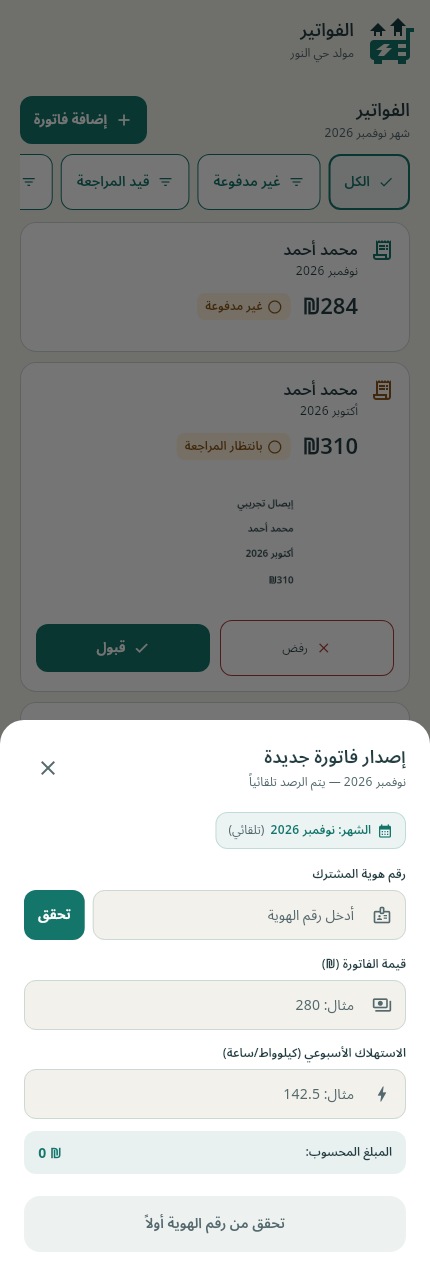 الفواتير
مولد حي النور
الفواتير
شهر نوفمبر 2026
إضافة فاتورة
الكل
غير مدفوعة
قيد المراجعة
محمد أحمد
نوفمبر 2026
₪284
غير مدفوعة
محمد أحمد
أكتوبر 2026
₪310
بانتظار المراجعة
إيصال تجريبي
محمد أحمد
أكتوبر 2026
₪310
رفض
قبول
إصدار فاتورة جديدة
نوفمبر 2026 — يتم الرصد تلقائياً
الشهر: نوفمبر 2026 (تلقائي)
رقم هوية المشترك
أدخل رقم الهوية
تحقق
قيمة الفاتورة (₪)
مثال: 280
الاستهلاك الأسبوعي (كيلوواط/ساعة)
مثال: 142.5
المبلغ المحسوب:
0 ₪
تحقق من رقم الهوية أولاً